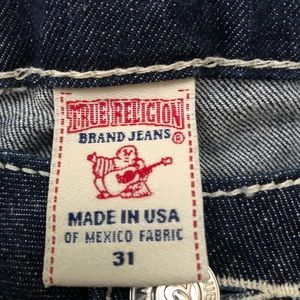 TRUE RELIGION
BRAND JEANS®
MADE IN USA
OF MEXICO FABRIC
31